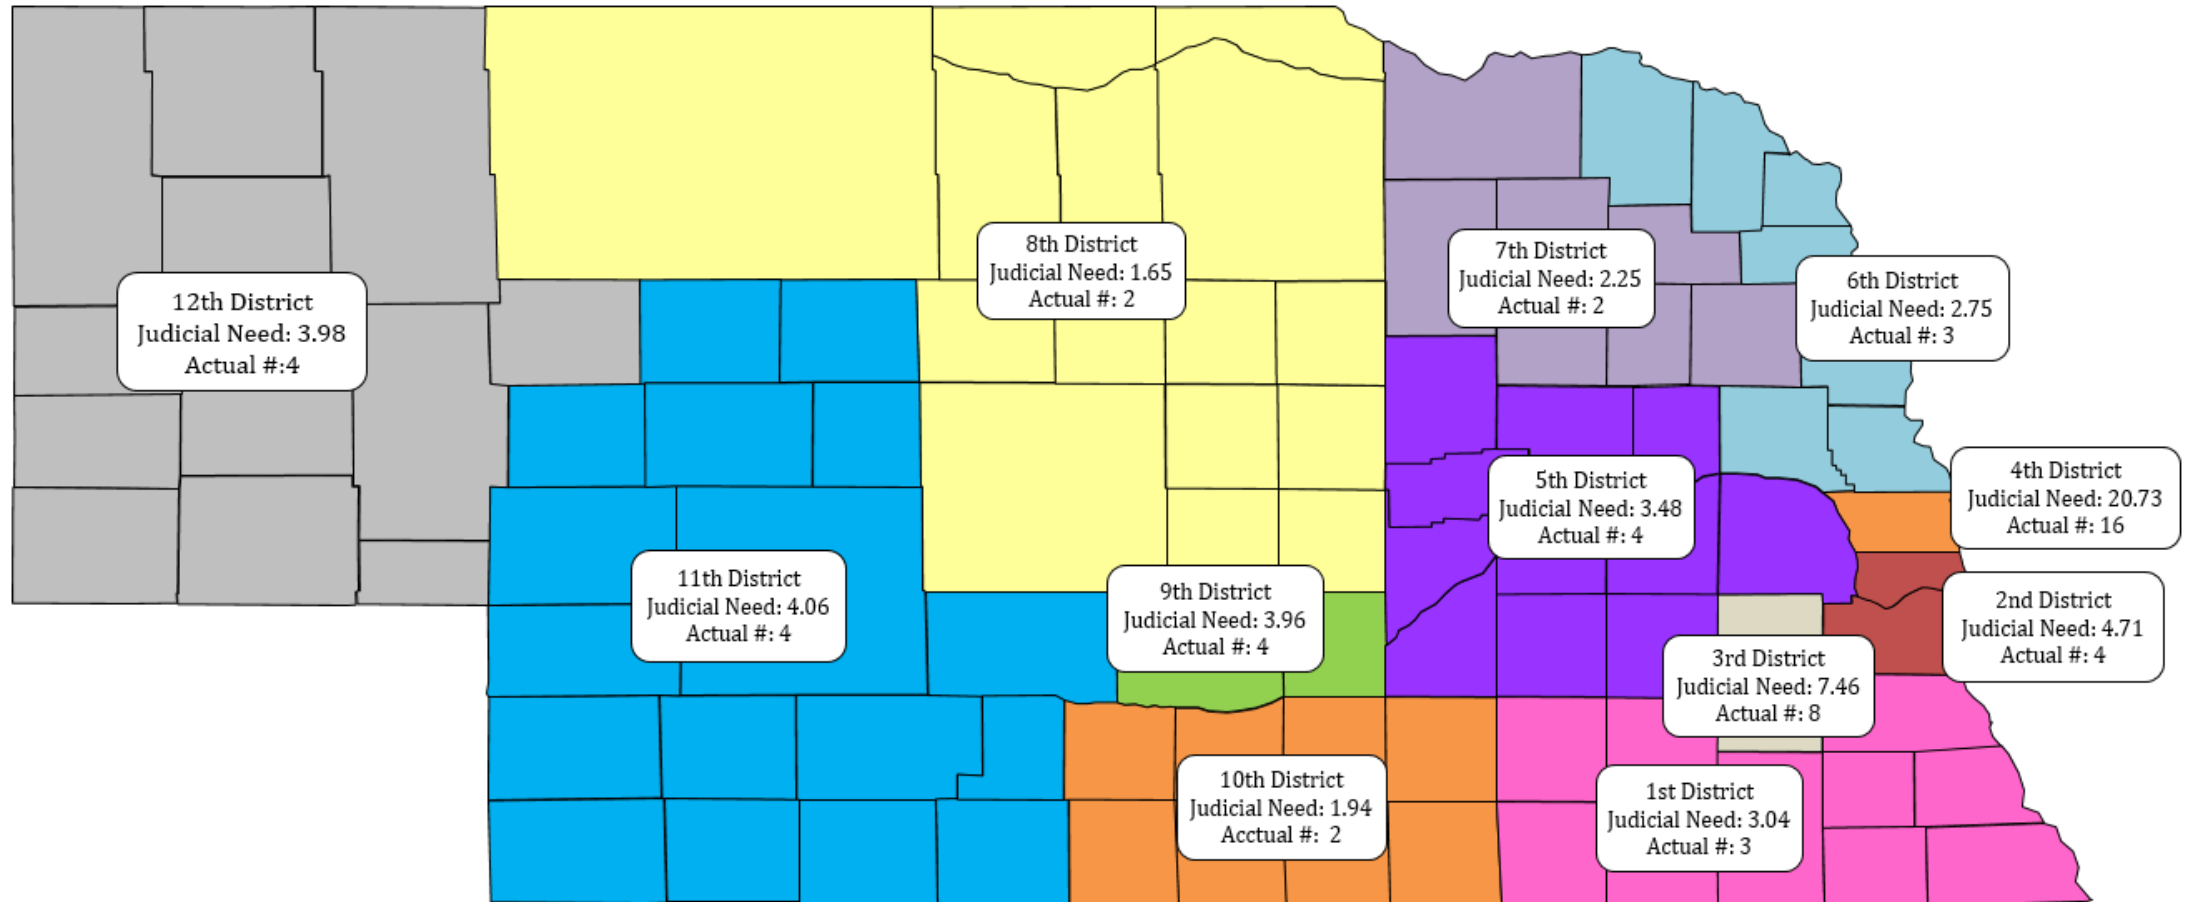 8th District
Judicial Need: 1.65
Actual #: 2
7th District
Judicial Need: 2.25
Actual #: 2
6th District
Judicial Need: 2.75
Actual #: 3
12th District
Judicial Need: 3.98
Actual #:4
4th District
Judicial Need: 20.73
Actual #: 16
5th District
Judicial Need: 3.48
Actual #: 4
11th District
Judicial Need: 4.06
Actual #: 4
9th District
Judicial Need: 3.96
Actual #: 4
2nd District
Judicial Need: 4.71
Actual #: 4
3rd District
Judicial Need: 7.46
Actual #: 8
10th District
Judicial Need: 1.94
Acctual #: 2
1st District
Judicial Need: 3.04
Actual #: 3